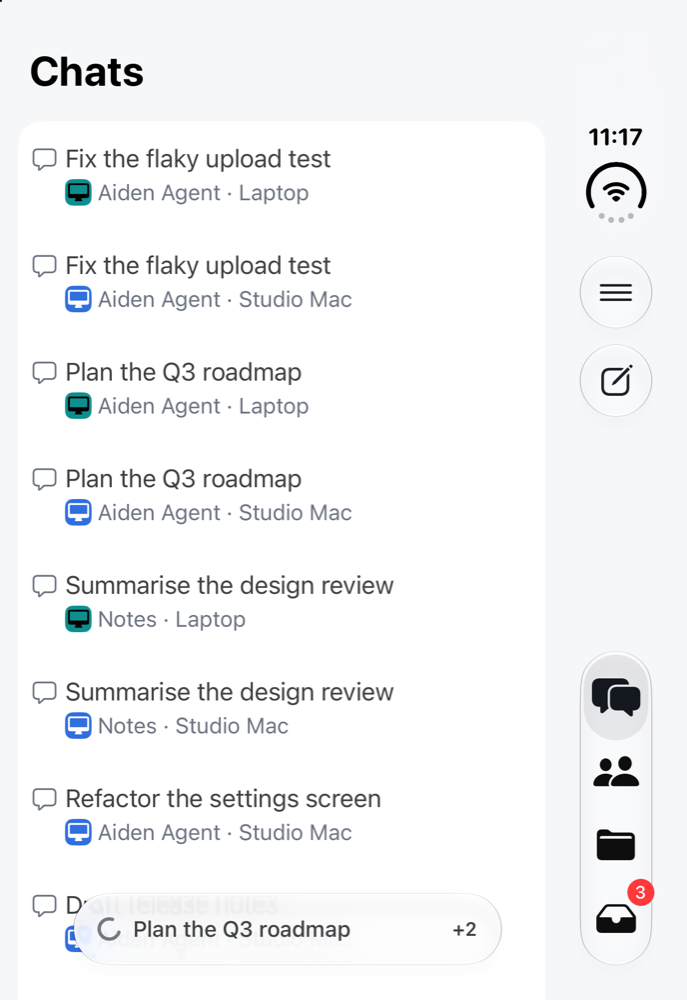 Chats
11:17
Fix the flaky upload test
Aiden Agent · Laptop
Fix the flaky upload test
Aiden Agent · Studio Mac
Plan the Q3 roadmap
Aiden Agent · Laptop
Plan the Q3 roadmap
Aiden Agent · Studio Mac
Summarise the design review
Notes · Laptop
Summarise the design review
Notes · Studio Mac
Refactor the settings screen
Aiden Agent · Studio Mac
3
Draft release notes
Plan the Q3 roadmap +2